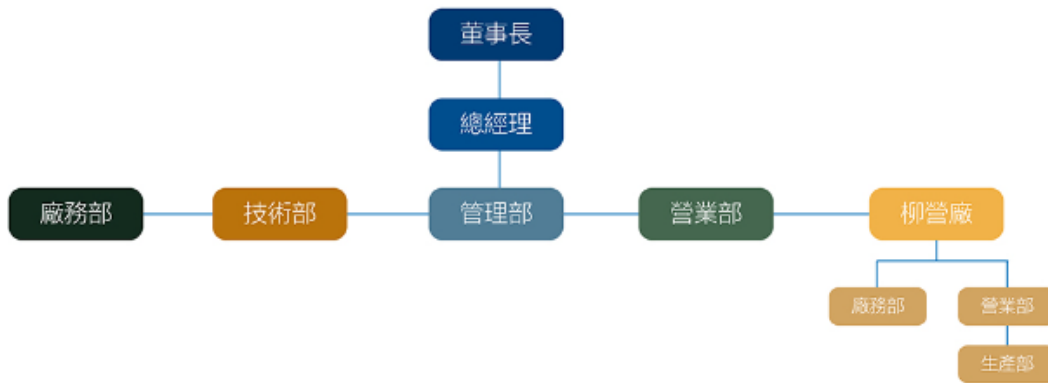 董事長
總經理
廠務部 技術部 管理部 營業部 柳營廠
廠務部 營業部
生產部